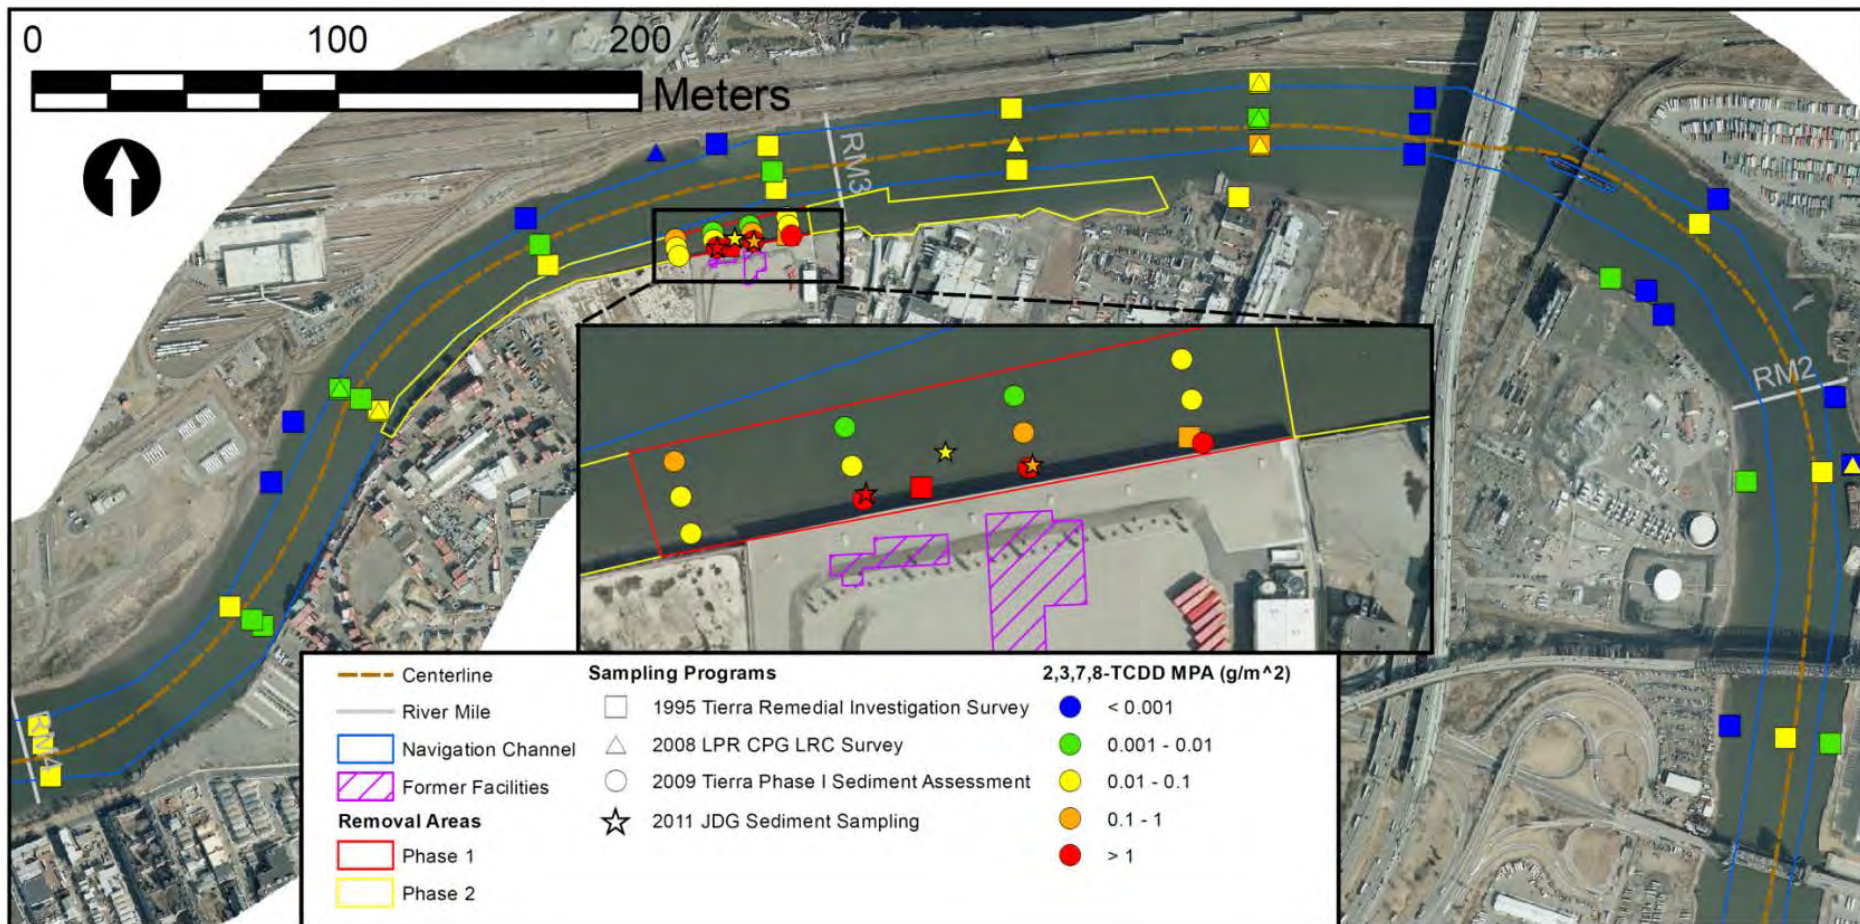 0 100 200
Meters
RM3
RM2
RM4
Centerline
River Mile
Navigation Channel
Former Facilities
Removal Areas
Phase 1
Phase 2
Sampling Programs
1995 Tierra Remedial Investigation Survey
2008 LPR CPG LRC Survey
2009 Tierra Phase I Sediment Assessment
2011 JDG Sediment Sampling
2,3,7,8-TCDD MPA (g/m^2)
< 0.001
0.001 - 0.01
0.01 - 0.1
0.1 - 1
> 1